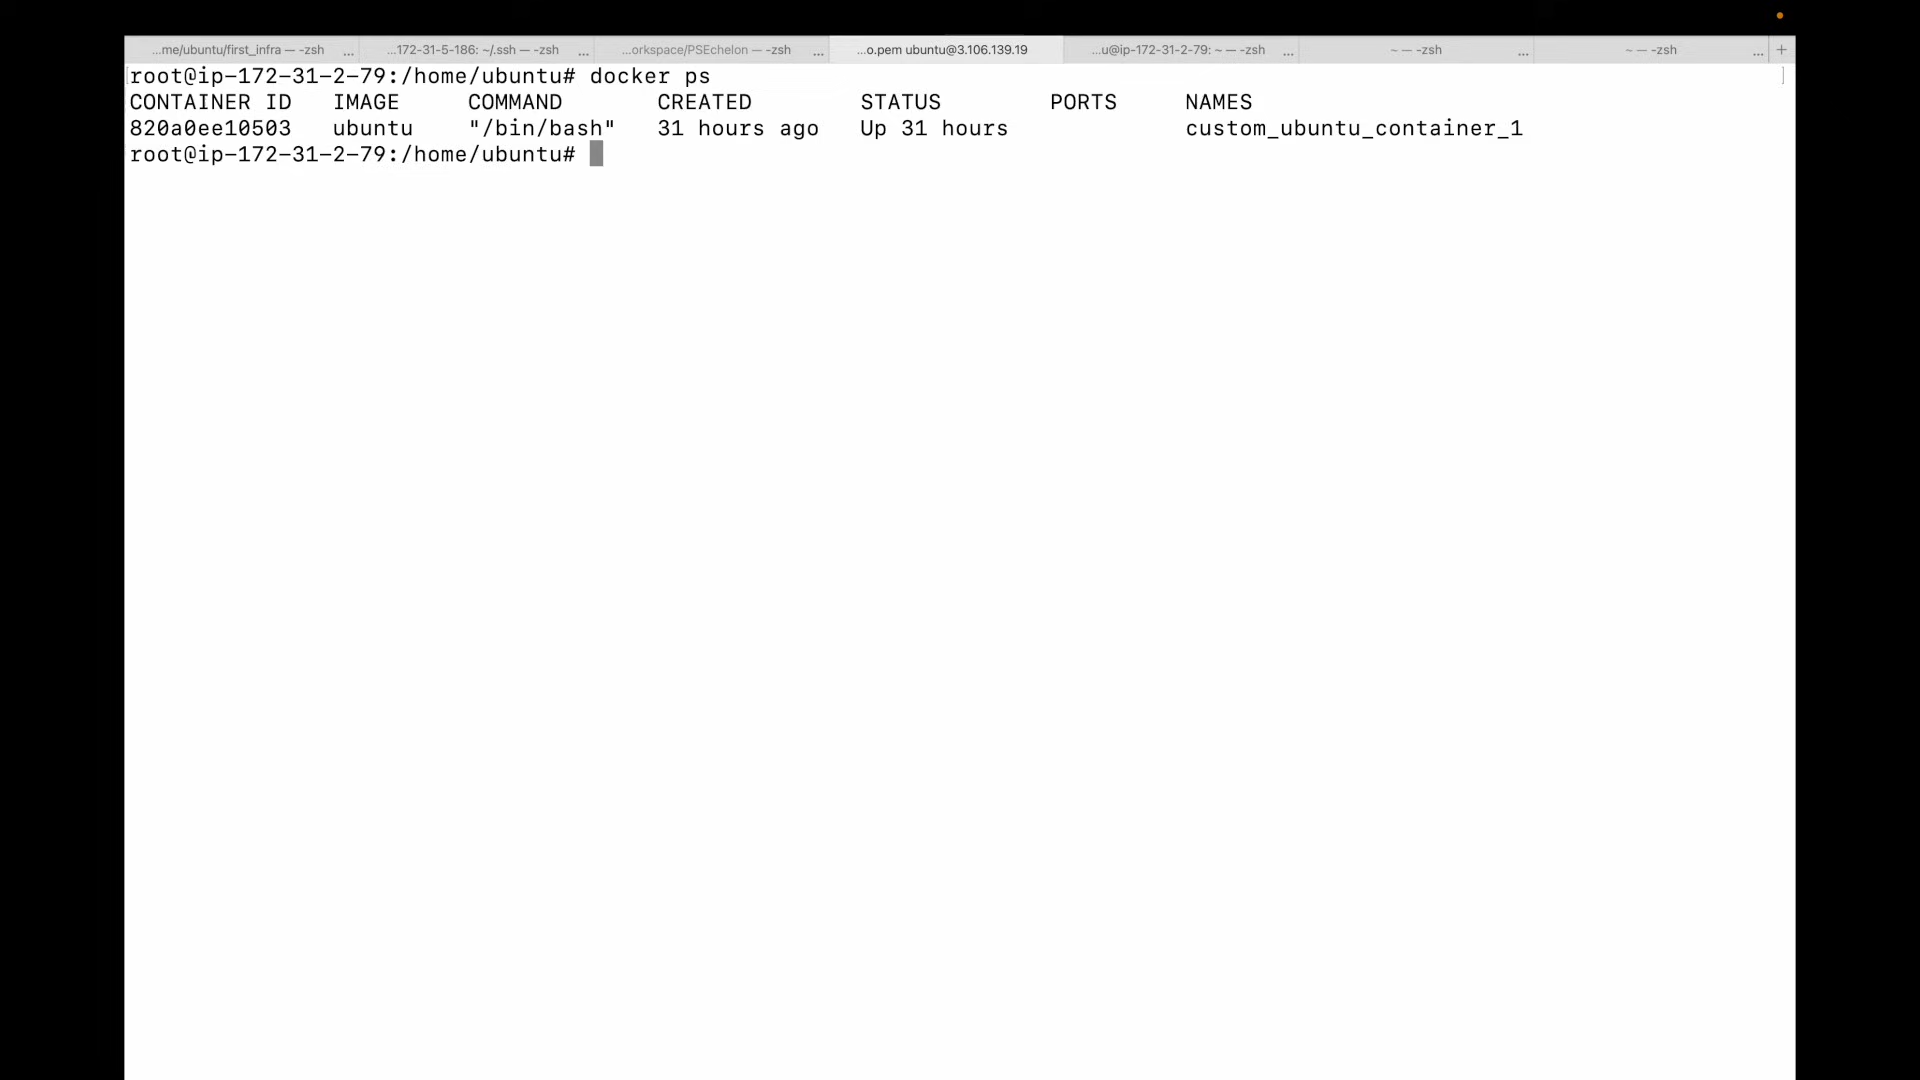 ...me/ubuntu/first_infra — -zsh ... ...172-31-5-186: ~/.ssh — -zsh ... ...orkspace/PSEchelon — -zsh ... ...o.pem ubuntu@3.106.139.19 ...u@ip-172-31-2-79: ~ — -zsh ... ~ — -zsh ... ~ — -zsh ... +
root@ip-172-31-2-79:/home/ubuntu# docker ps
CONTAINER ID IMAGE COMMAND CREATED STATUS PORTS NAMES
820a0ee10503 ubuntu "/bin/bash" 31 hours ago Up 31 hours custom_ubuntu_container_1
root@ip-172-31-2-79:/home/ubuntu#